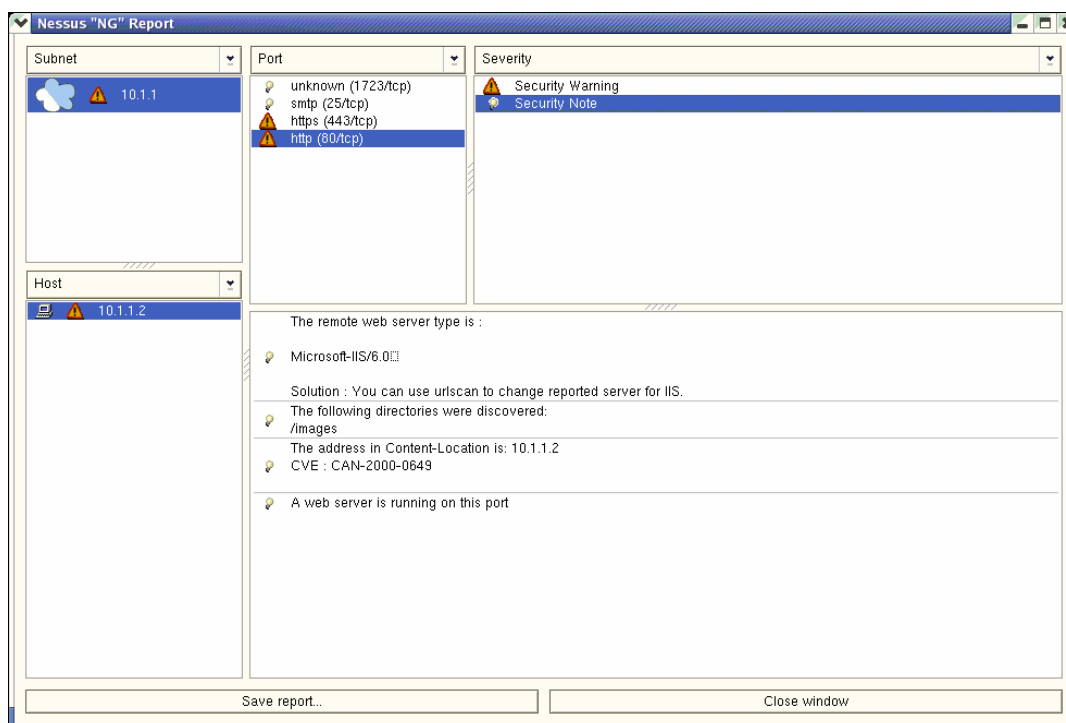 Nessus "NG" Report
Subnet
10.1.1
Port
unknown (1723/tcp)
smtp (25/tcp)
https (443/tcp)
http (80/tcp)
Severity
Security Warning
Security Note
Host
10.1.1.2
The remote web server type is :
Microsoft-IIS/6.0
Solution : You can use urlscan to change reported server for IIS.
The following directories were discovered:
/images
The address in Content-Location is: 10.1.1.2
CVE : CAN-2000-0649
A web server is running on this port
Save report...
Close window